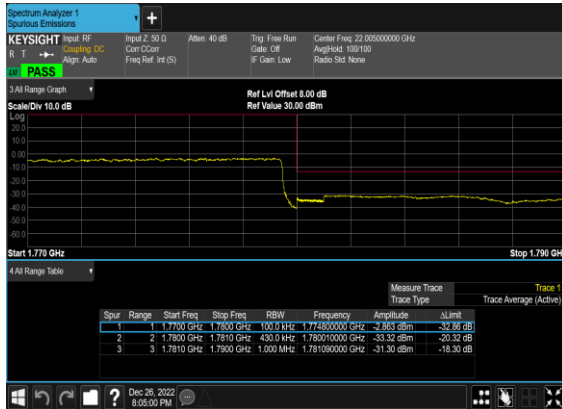 Spectrum Analyzer 1
Spurious Emissions
KEYSIGHT Input: RF Input Z: 50 Ω Atten: 40 dB Trig: Free Run Center Freq: 22.005000000 GHz
R T Coupling: DC Corr CCorr Gate: Off Avg|Hold: 100/100
Align: Auto Freq Ref: Int (S) IF Gain: Low Radio Std: None
LV PASS
3 All Range Graph
Ref Lvl Offset 8.00 dB
Scale/Div 10.0 dB Ref Value 30.00 dBm
Log
20.0
10.0
0.00
-10.0
-20.0
-30.0
-40.0
-50.0
-60.0
Start 1.770 GHz Stop 1.790 GH
4 All Range Table
Measure Trace Trace 1
Trace Type Trace Average (Active)
Spur Range Start Freq Stop Freq RBW Frequency Amplitude ΔLimit
1 1 1.7700 GHz 1.7800 GHz 100.0 kHz 1.774800000 GHz -2.863 dBm -32.86 dB
2 2 1.7800 GHz 1.7810 GHz 430.0 kHz 1.780010000 GHz -33.32 dBm -20.32 dB
3 3 1.7810 GHz 1.7900 GHz 1.000 MHz 1.781090000 GHz -31.30 dBm -18.30 dB
Dec 26, 2022
8:05:00 PM